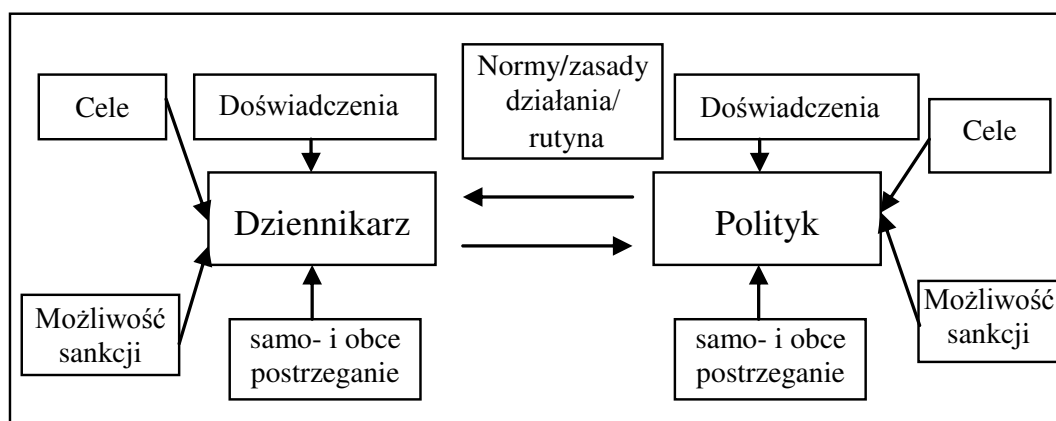 Normy/zasady
działania/
rutyna
Cele
Doświadczenia
Doświadczenia
Cele
Dziennikarz
Polityk
Możliwość
sankcji
samo- i obce
postrzeganie
samo- i obce
postrzeganie
Możliwość
sankcji